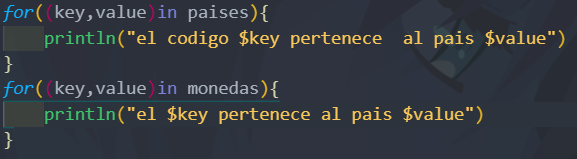 for((key,value)in paises){
    println("el codigo $key pertenece  al pais $value")
}
for((key,value)in monedas){
    println("el $key pertenece al pais $value")
}